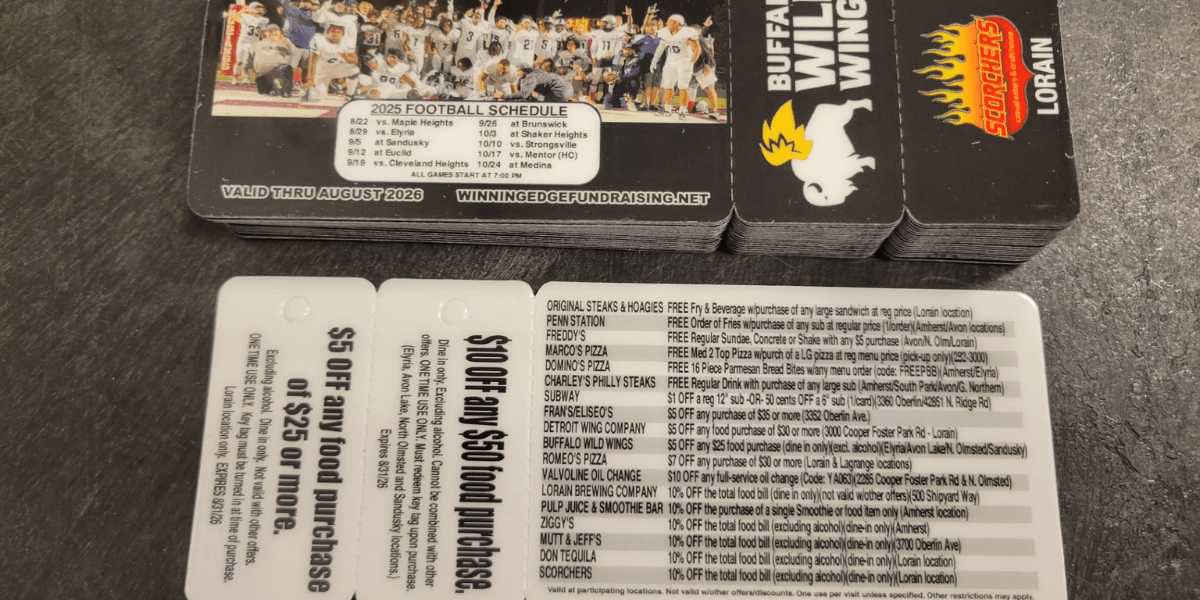 2025 FOOTBALL SCHEDULE
8/22 vs. Maple Heights 9/26 at Brunswick
8/29 vs. Elyria 10/3 at Shaker Heights
9/5 at Sandusky 10/10 vs. Strongsville
9/12 at Euclid 10/17 vs. Mentor (HC)
9/19 vs. Cleveland Heights 10/24 at Medina
ALL GAMES START AT 7:00 PM
VALID THRU AUGUST 2026 WINNINGEDGEFUNDRAISING.NET
WILD
WING
SCORCHERS
casual eatery & draft house
LORAIN
$5 OFF any food purchase
of $25 or more.
Excluding alcohol. Dine in only. Not valid with other offers.
ONE TIME USE ONLY. Key tag must be turned in at time of purchase.
Lorain location only. EXPIRES 8/31/26
$10 OFF any $50 food purchase.
Dine in only. Excluding alcohol. Cannot be combined with other
offers. ONE TIME USE ONLY. Must redeem key tag upon purchase.
(Elyria, Avon Lake, North Olmsted and Sandusky locations.)
Expires 8/31/26
ORIGINAL STEAKS & HOAGIES FREE Fry & Beverage w/purchase of any large sandwich at reg price (Lorain location)
PENN STATION FREE Order of Fries w/purchase of any sub at regular price (1/order)(Amherst/Avon locations)
FREDDY'S FREE Regular Sundae, Concrete or Shake with any $5 purchase (Avon/N. Olm/Lorain)
MARCO'S PIZZA FREE Med 2 Top Pizza w/purch of a LG pizza at reg menu price (pick-up only)(282-3000)
DOMINO'S PIZZA FREE 16 Piece Parmesan Bread Bites w/any menu order (code: FREEPBB)(Amherst/Elyria)
CHARLEY'S PHILLY STEAKS FREE Regular Drink with purchase of any large sub (Amherst/South Park/Avon/G. Northern)
SUBWAY $1 OFF a reg 12" sub -OR- 50 cents OFF a 6" sub (1/card)(3360 Oberlin/42851 N. Ridge Rd)
FRAN'S/ELISEO'S $5 OFF any purchase of $35 or more (3352 Oberlin Ave.)
DETROIT WING COMPANY $5 OFF any food purchase of $30 or more (3000 Cooper Foster Park Rd - Lorain)
BUFFALO WILD WINGS $5 OFF any $25 food purchase (dine in only)(excl. alcohol)(Elyria/Avon Lake/N. Olmsted/Sandusky)
ROMEO'S PIZZA $7 OFF any purchase of $30 or more (Lorain & Lagrange locations)
VALVOLINE OIL CHANGE $10 OFF any full-service oil change (Code: YA063)(2285 Cooper Foster Park Rd & N. Olmsted)
LORAIN BREWING COMPANY 10% OFF the total food bill (dine in only)(not valid w/other offers)(500 Shipyard Way)
PULP JUICE & SMOOTHIE BAR 10% OFF the purchase of a single Smoothie or food item only (Amherst location)
ZIGGY'S 10% OFF the total food bill (excluding alcohol)(dine-in only)(Amherst)
MUTT & JEFF'S 10% OFF the total food bill (excluding alcohol)(dine-in only)(3700 Oberlin Ave)
DON TEQUILA 10% OFF the total food bill (excluding alcohol)(dine-in only)(Lorain location)
SCORCHERS 10% OFF the total food bill (excluding alcohol)(dine-in only)(Lorain location)
Valid at participating locations. Not valid w/other offers/discounts. One use per visit unless specified. Other restrictions may apply.